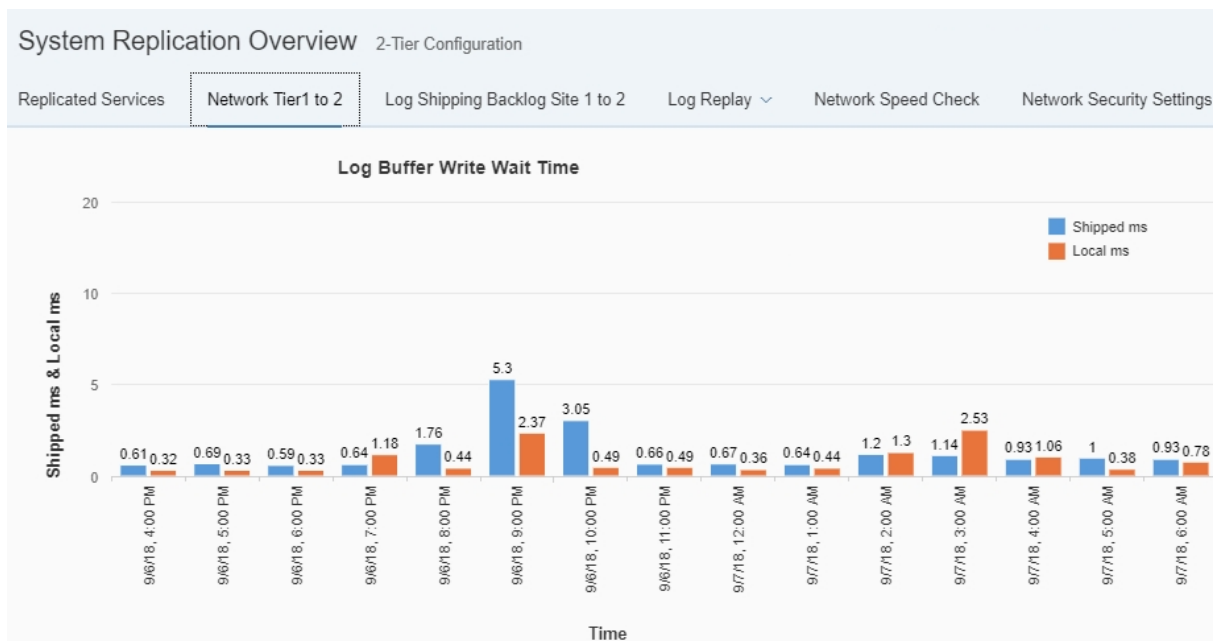 System Replication Overview 2-Tier Configuration
Replicated Services Network Tier1 to 2 Log Shipping Backlog Site 1 to 2 Log Replay Network Speed Check Network Security Settings
Log Buffer Write Wait Time
20
10
5
0
Shipped ms & Local ms
Shipped ms
Local ms
0.61 0.32 0.69 0.33 0.59 0.33 0.64 1.18 1.76 0.44 5.3 2.37 3.05 0.49 0.66 0.49 0.67 0.36 0.64 0.44 1.2 1.3 1.14 2.53 0.93 1.06 1 0.38 0.93 0.78
9/6/18, 4:00 PM
9/6/18, 5:00 PM
9/6/18, 6:00 PM
9/6/18, 7:00 PM
9/6/18, 8:00 PM
9/6/18, 9:00 PM
9/6/18, 10:00 PM
9/6/18, 11:00 PM
9/7/18, 12:00 AM
9/7/18, 1:00 AM
9/7/18, 2:00 AM
9/7/18, 3:00 AM
9/7/18, 4:00 AM
9/7/18, 5:00 AM
9/7/18, 6:00 AM
Time